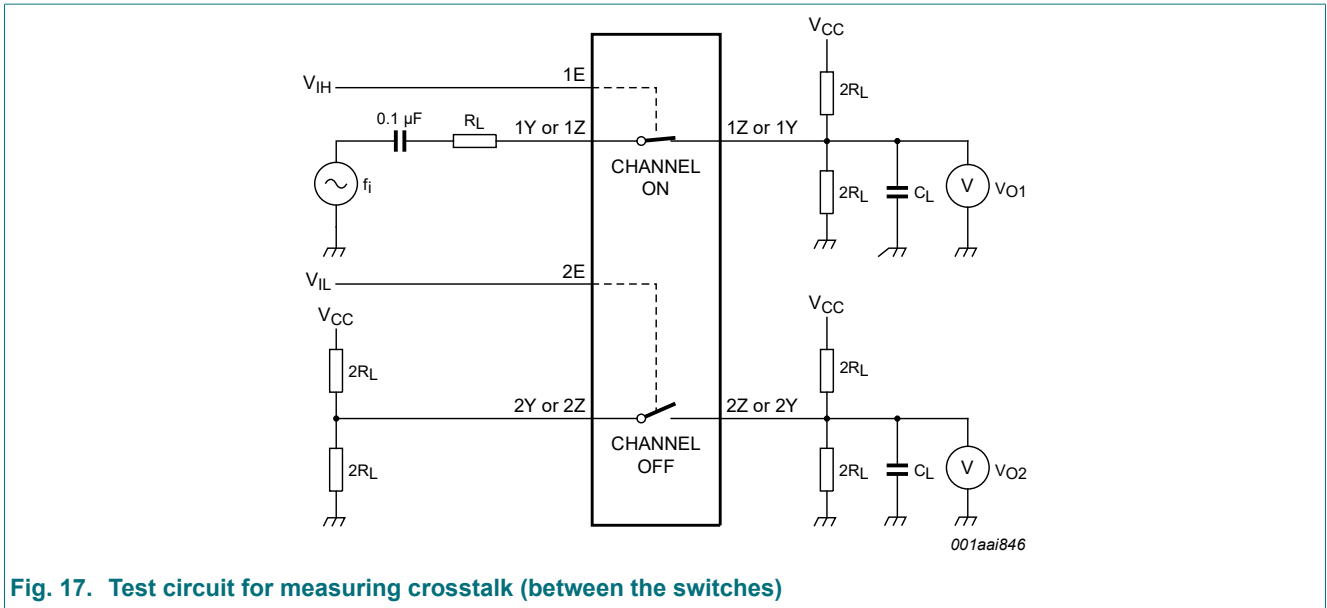 VCC
1E
VIH
2RL
0.1 µF
RL
1Y or 1Z
1Z or 1Y
CHANNEL
ON
fi
2RL
CL
V
VO1
2E
VIL
VCC
VCC
2RL
2RL
2Y or 2Z
2Z or 2Y
CHANNEL
OFF
2RL
2RL
CL
V
VO2
001aai846
Fig. 17. Test circuit for measuring crosstalk (between the switches)